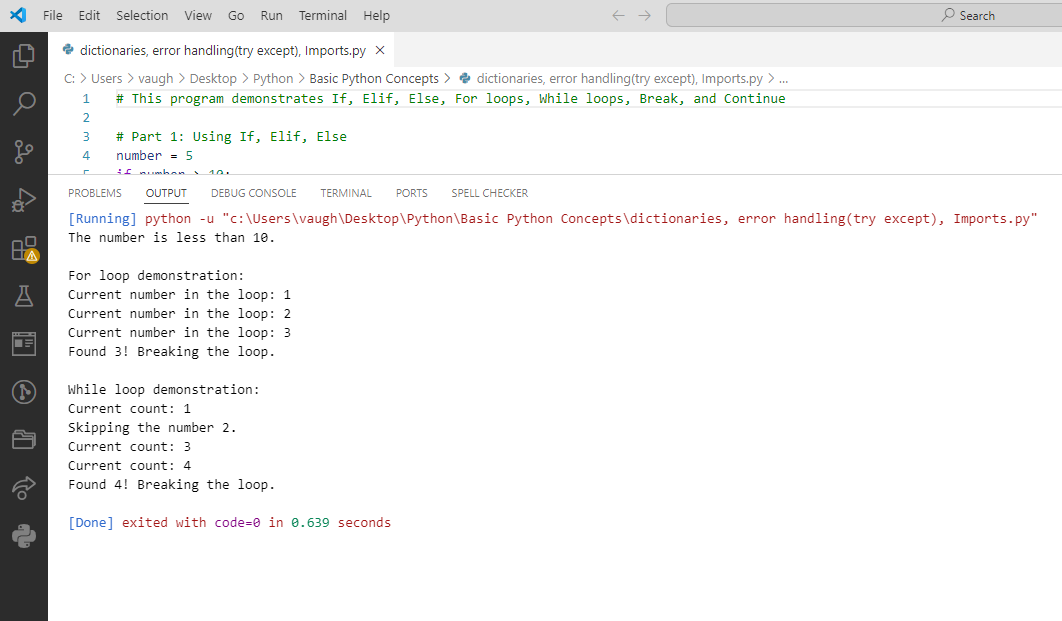 File Edit Selection View Go Run Terminal Help Search
dictionaries, error handling(try except), Imports.py
C: > Users > vaugh > Desktop > Python > Basic Python Concepts > dictionaries, error handling(try except), Imports.py > ...
1 # This program demonstrates If, Elif, Else, For loops, While loops, Break, and Continue
2
3 # Part 1: Using If, Elif, Else
4 number = 5
5 if number > 10:
PROBLEMS OUTPUT DEBUG CONSOLE TERMINAL PORTS SPELL CHECKER
[Running] python -u "c:\Users\vaugh\Desktop\Python\Basic Python Concepts\dictionaries, error handling(try except), Imports.py"
The number is less than 10.
For loop demonstration:
Current number in the loop: 1
Current number in the loop: 2
Current number in the loop: 3
Found 3! Breaking the loop.
While loop demonstration:
Current count: 1
Skipping the number 2.
Current count: 3
Current count: 4
Found 4! Breaking the loop.
[Done] exited with code=0 in 0.639 seconds